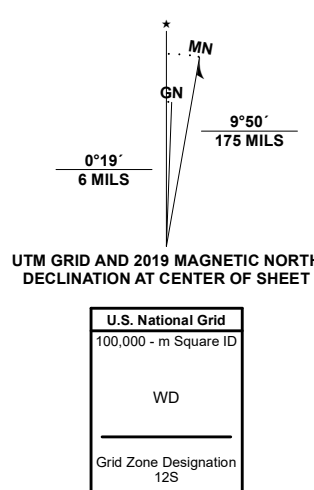 ★
MN
GN
9°50´
175 MILS
0°19´
6 MILS
UTM GRID AND 2019 MAGNETIC NORTH
DECLINATION AT CENTER OF SHEET
U.S. National Grid
100,000 - m Square ID
WD
Grid Zone Designation
12S